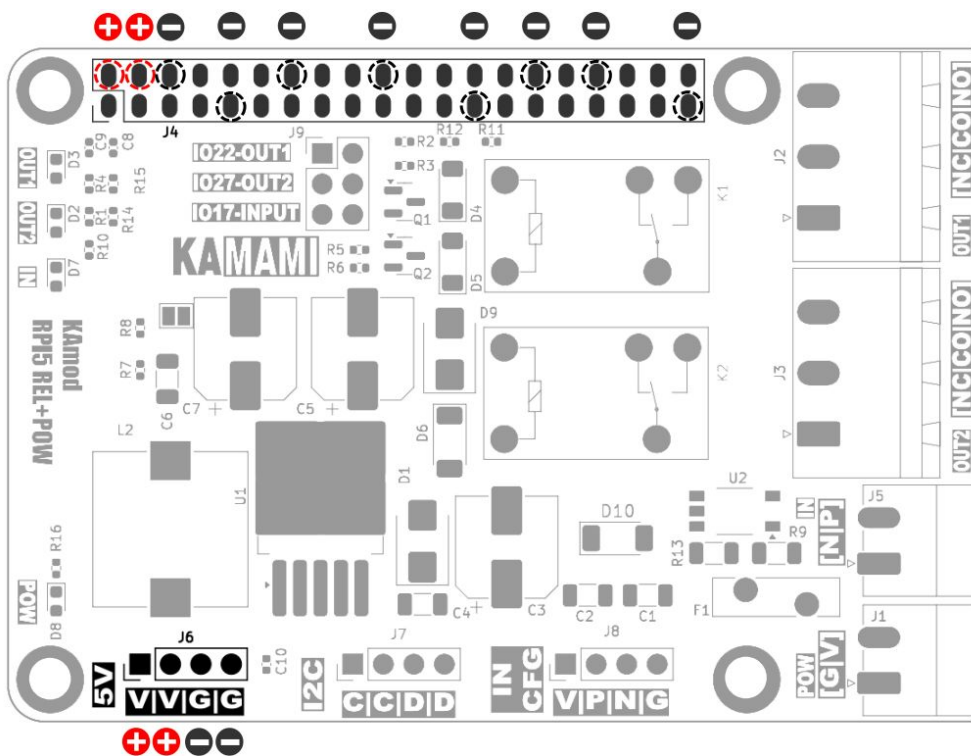 + + − − − − − − − −
J4
J9
C9
C8
R2
R12
R11
OUT1
D3
R4
R15
IO22-OUT1
R3
IO27-OUT2
IO17-INPUT
OUT2
D2
R1
R14
R10
Q1
D4
K1
J2
[NC|CO|NO]
OUT1
IN
D7
KAMAMI
R5
R6
Q2
D5
KAmod
RPI5 REL+POW
R8
R7
C6
C7 +
C5 +
D9
K2
J3
[NC|CO|NO]
OUT2
L2
U1
D6
D1
D10
U2
IN
[N|P]
J5
R16
R13
R9
POW
D8
C4 +
C3
C2
C1
F1
J1
POW
[G|V]
J6
C10
J7
J8
5V
V|V|G|G
I2C
C|C|D|D
IN
CFG
V|P|N|G
+ + − −